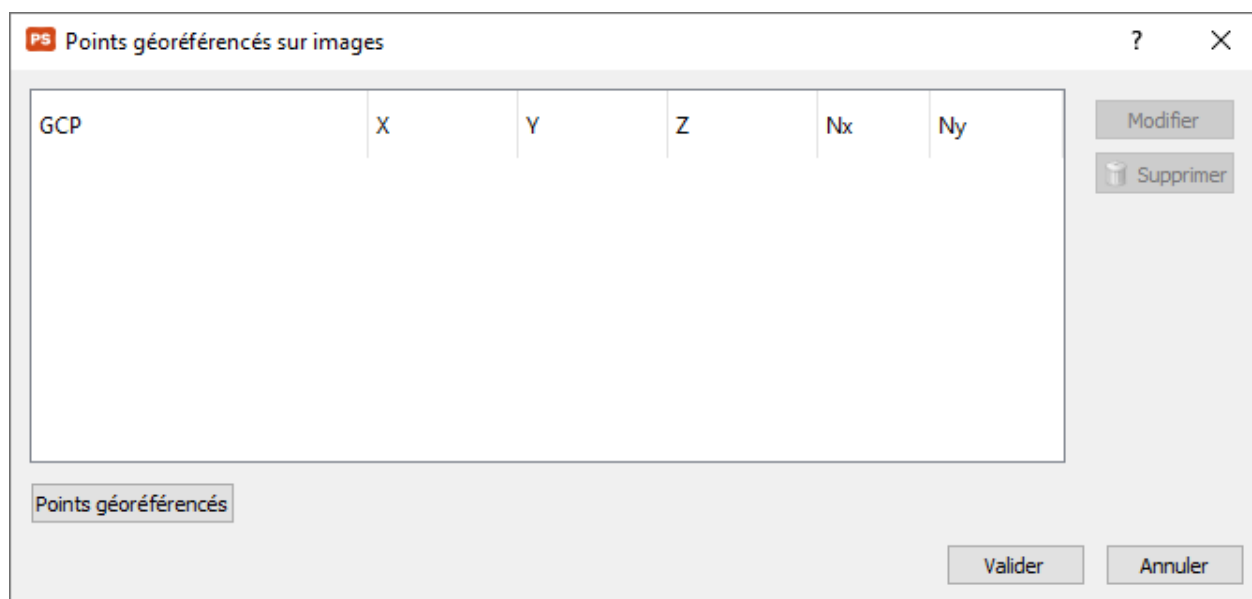 PS Points géoréférencés sur images ?
GCP X Y Z Nx Ny
Modifier
Supprimer
Points géoréférencés
Valider Annuler